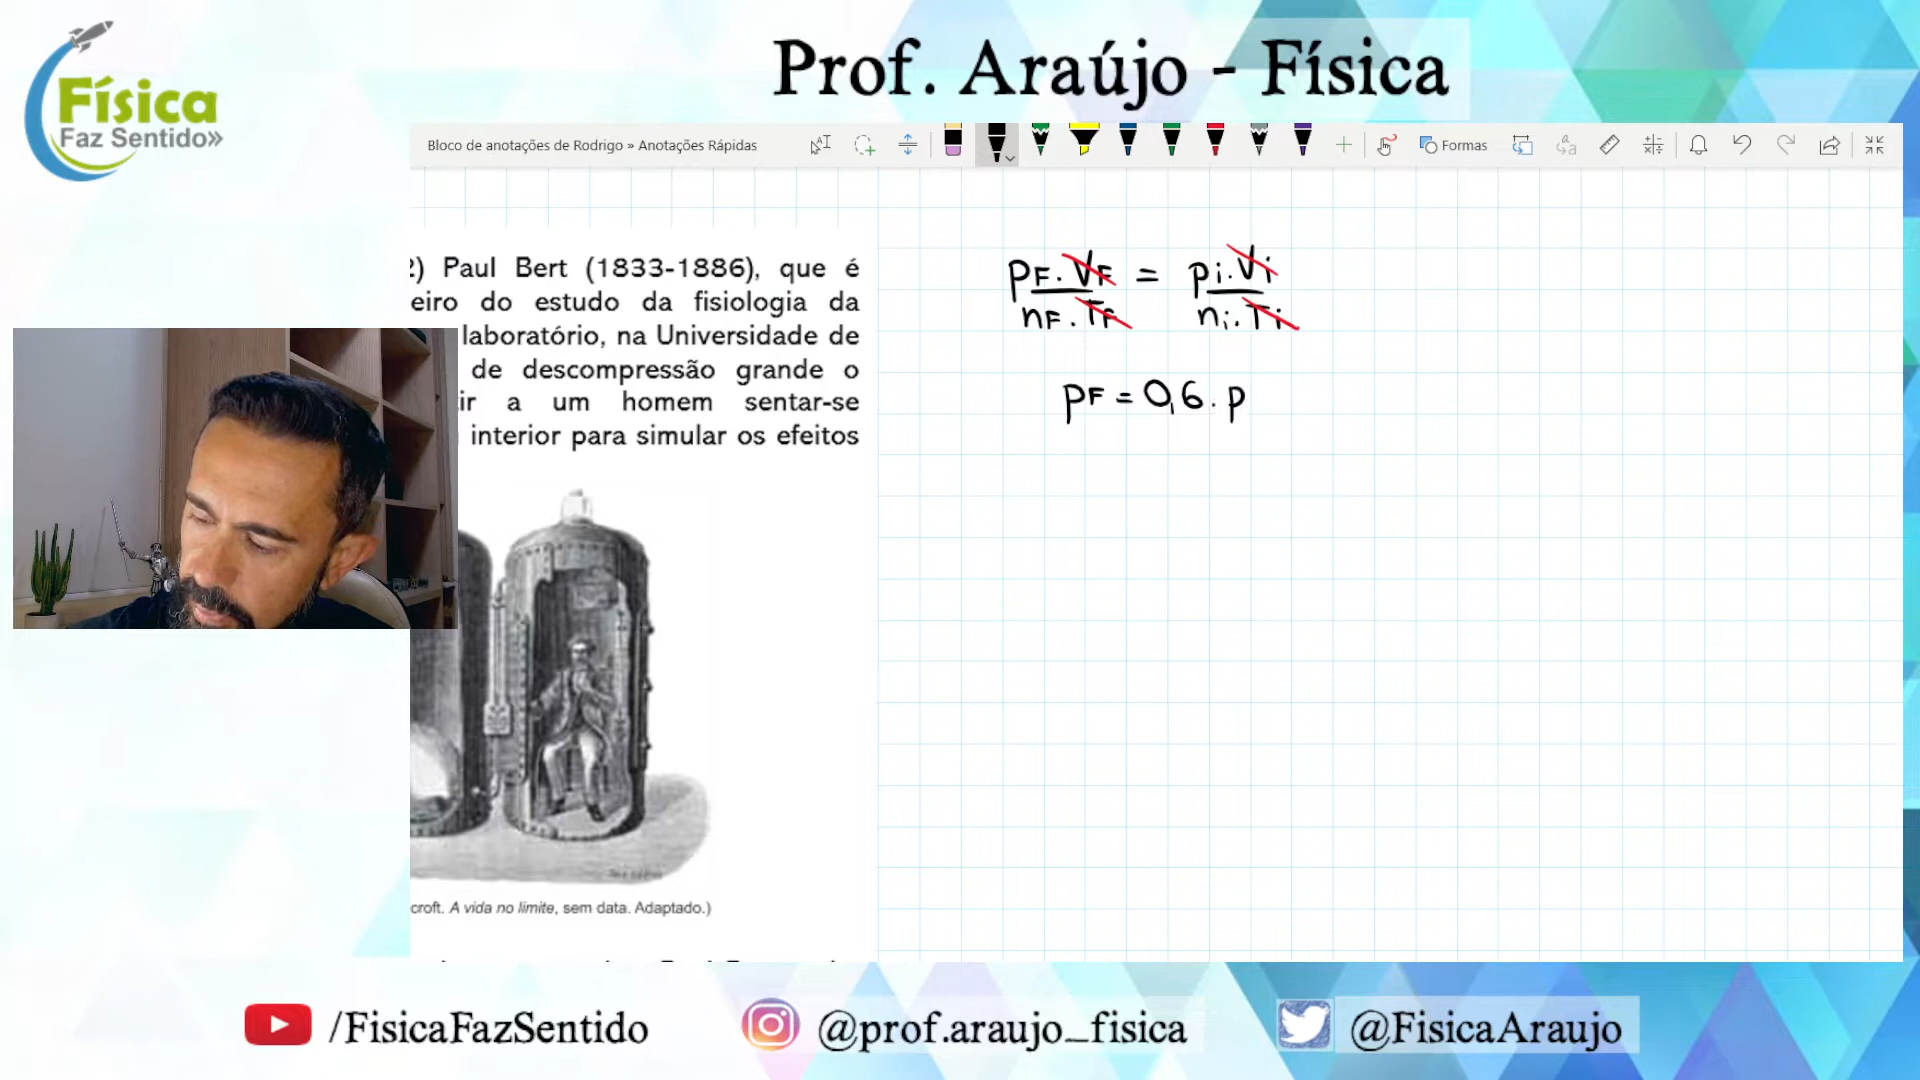 Prof. Araújo - Física
Física
Faz Sentido»
Bloco de anotações de Rodrigo » Anotações Rápidas
Formas
2) Paul Bert (1833-1886), que é
eiro do estudo da fisiologia da
laboratório, na Universidade de
de descompressão grande o
tir a um homem sentar-se
interior para simular os efeitos
croft. A vida no limite, sem data. Adaptado.)
pF.VF = pi.Vi
nF.TF ni.Ti
pF = 0,6.p
/FisicaFazSentido
@prof.araujo_fisica
@FisicaAraujo